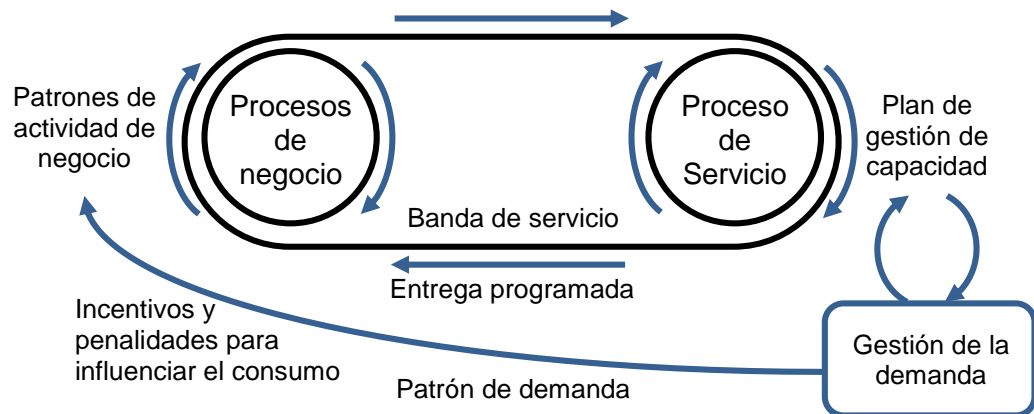 Patrones de
actividad de
negocio
Procesos
de
negocio
Proceso
de
Servicio
Plan de
gestión de
capacidad
Banda de servicio
Entrega programada
Incentivos y
penalidades para
influenciar el consumo
Patrón de demanda
Gestión de la
demanda